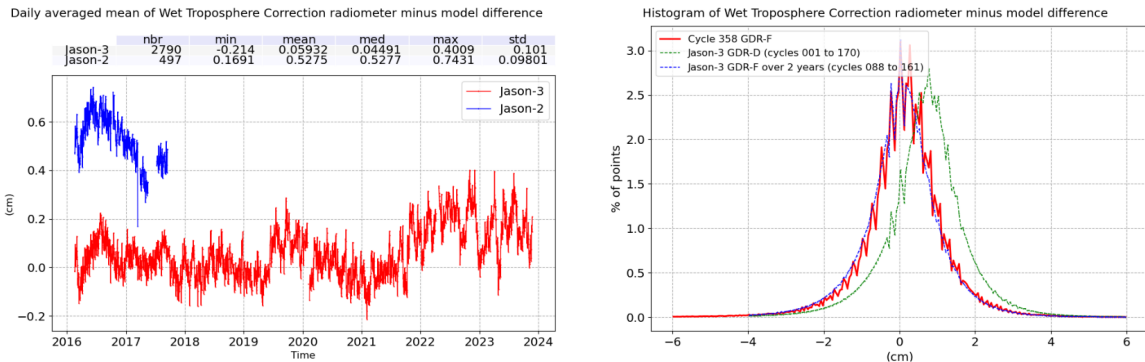 Daily averaged mean of Wet Troposphere Correction radiometer minus model difference
nbr min mean med max std
Jason-3 2790 -0.214 0.05932 0.04491 0.4009 0.101
Jason-2 497 0.1691 0.5275 0.5277 0.7431 0.09801
Jason-3
Jason-2
0.6
0.4
0.2
0.0
−0.2
(cm)
2016 2017 2018 2019 2020 2021 2022 2023 2024
Time
Histogram of Wet Troposphere Correction radiometer minus model difference
Cycle 358 GDR-F
Jason-3 GDR-D (cycles 001 to 170)
Jason-3 GDR-F over 2 years (cycles 088 to 161)
3.0
2.5
2.0
1.5
1.0
0.5
0.0
% of points
−6 −4 −2 0 2 4 6
(cm)